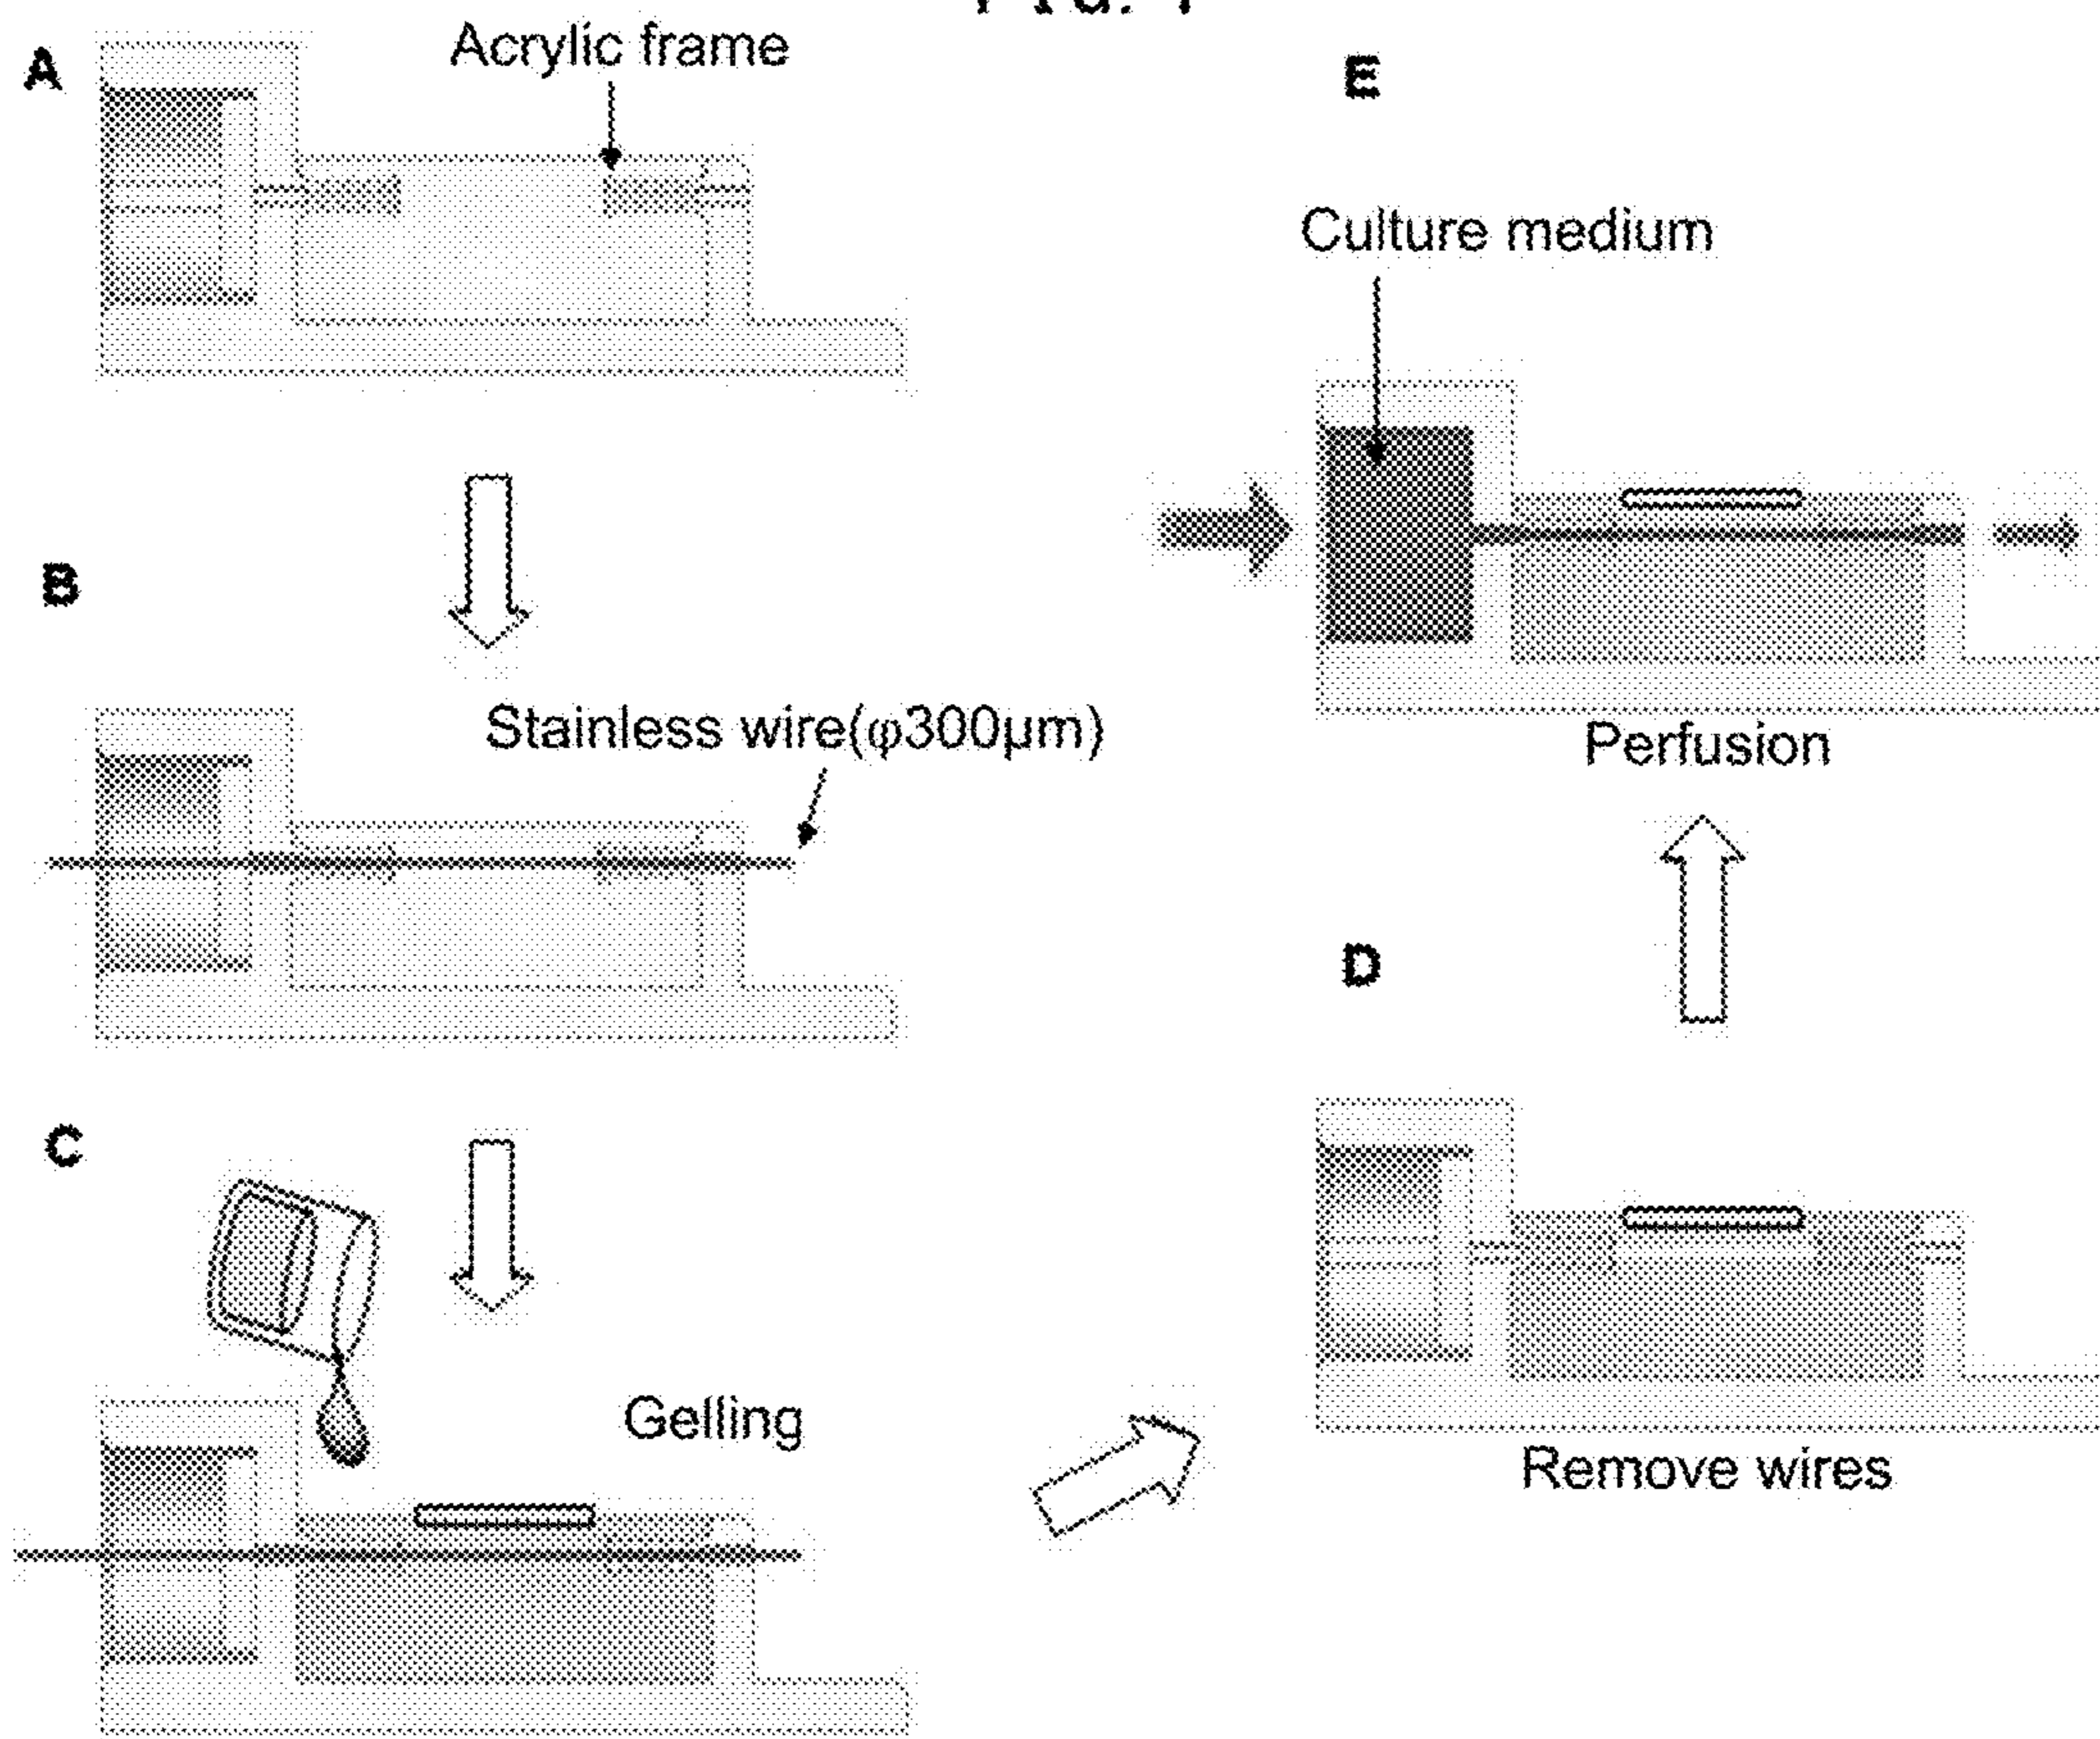 A
Acrylic frame
B
Stainless wire(φ300μm)
C
Gelling
D
Remove wires
E
Culture medium
Perfusion